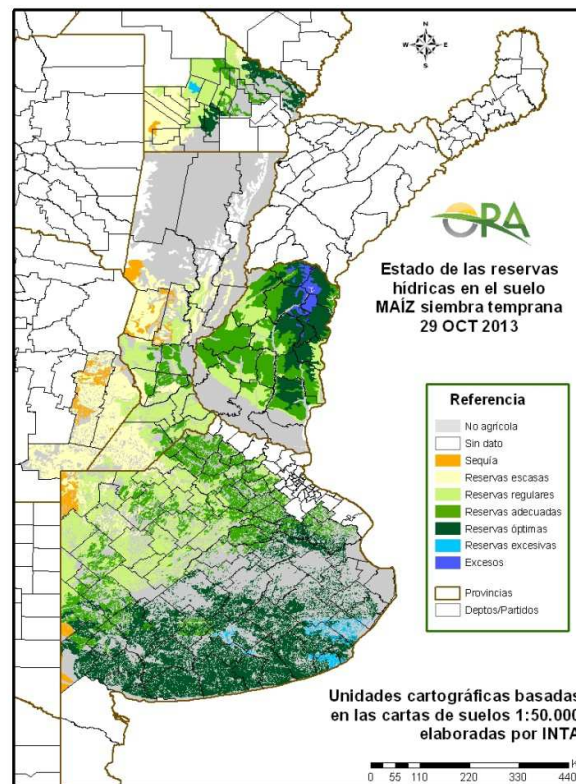 N
W E
S
ORA
Estado de las reservas
hídricas en el suelo
MAÍZ siembra temprana
29 OCT 2013
Referencia
No agrícola
Sin dato
Sequía
Reservas escasas
Reservas regulares
Reservas adecuadas
Reservas óptimas
Reservas excesivas
Excesos
Provincias
Deptos/Partidos
Unidades cartográficas basadas
en las cartas de suelos 1:50.000
elaboradas por INTA
0 55 110 220 330 440